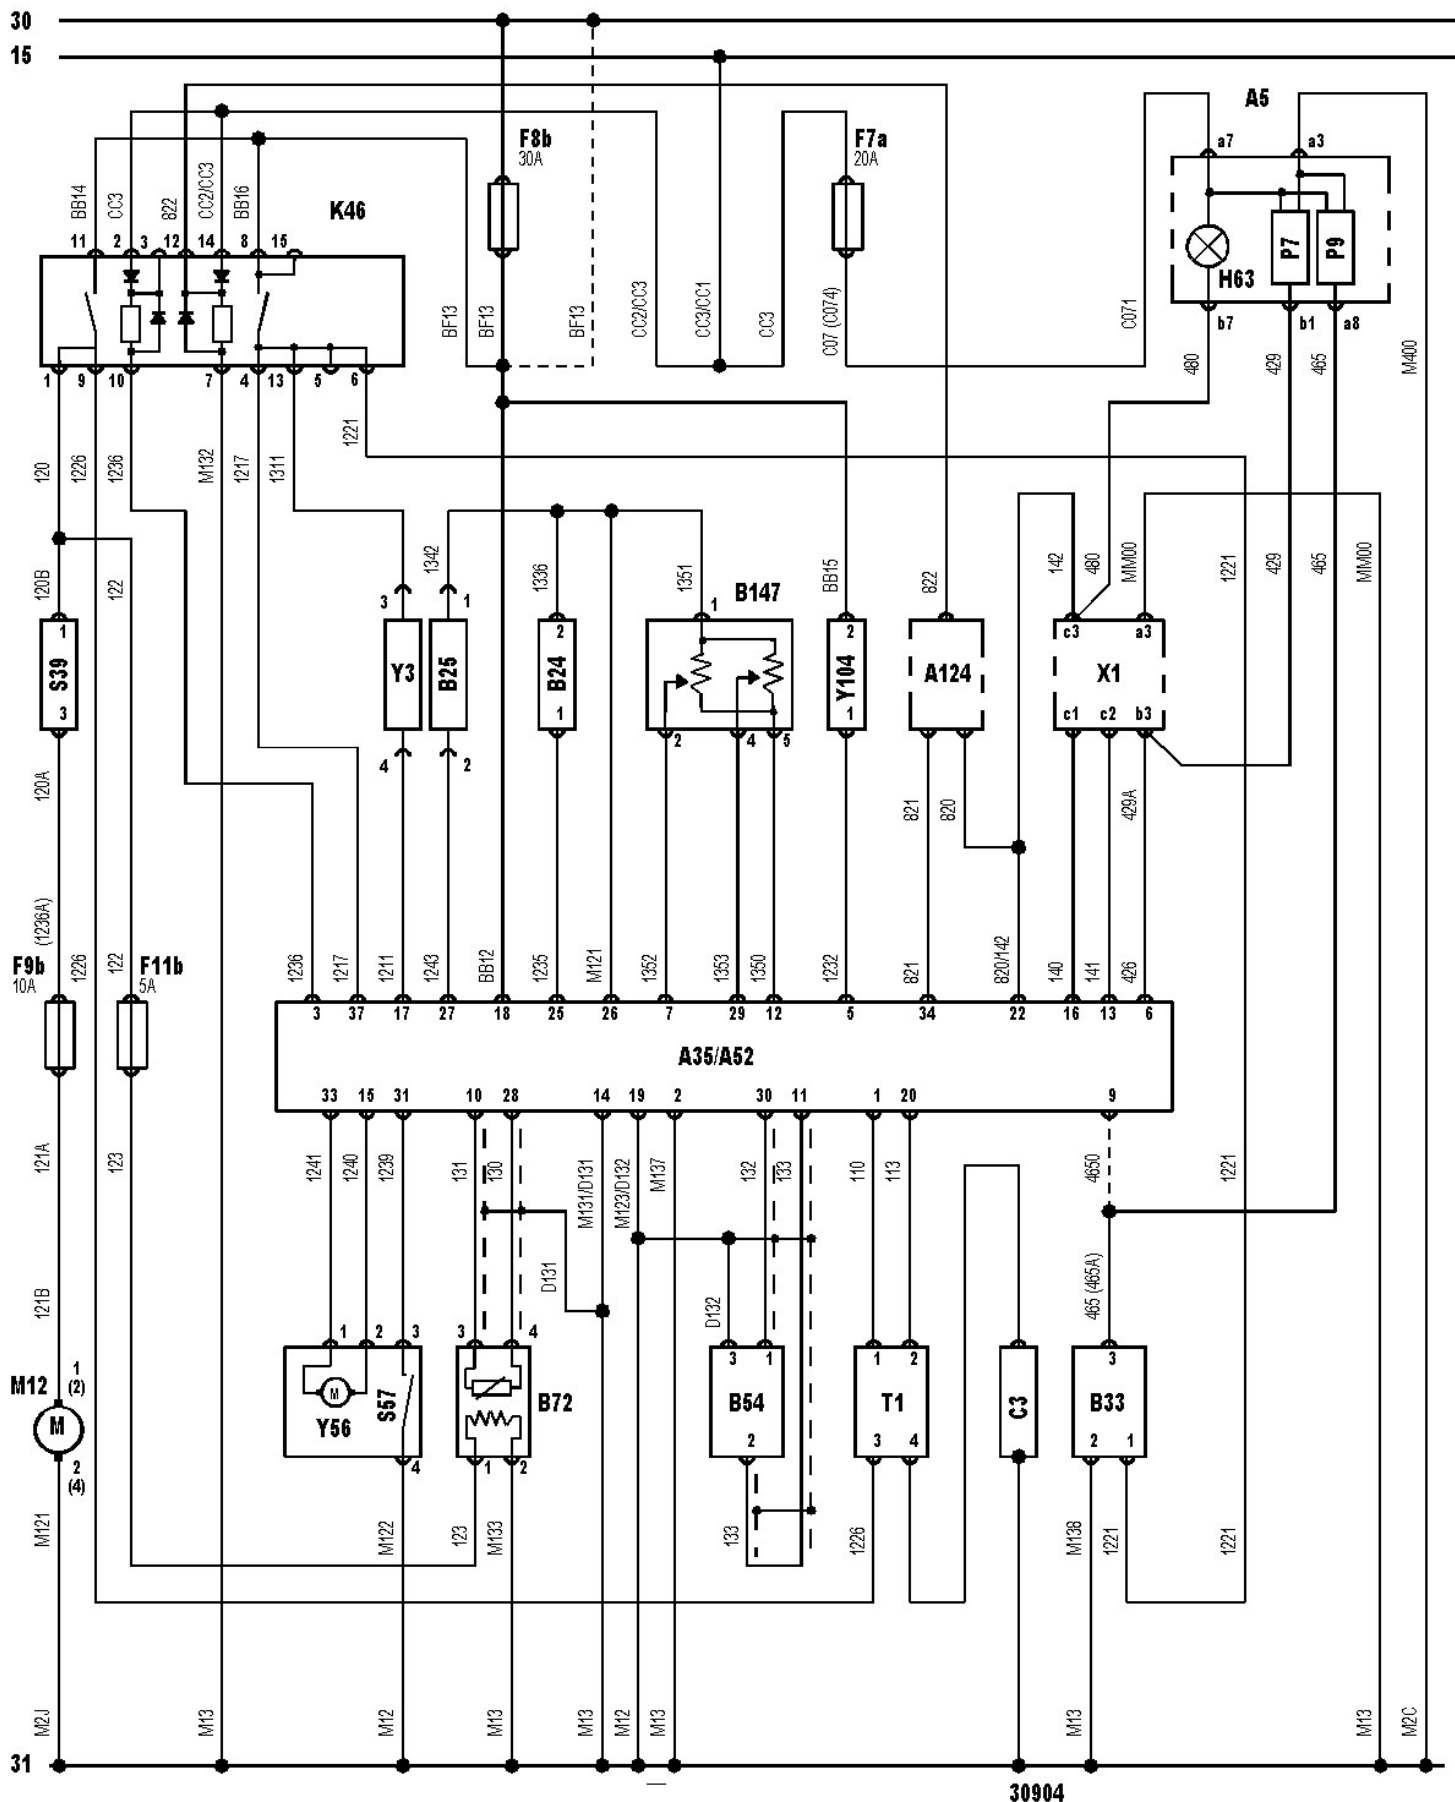 30
15
A5
F8b
30A
F7a
20A
a7 a3
BB14 CC3 822 CC2/CC3 BB16
K46
11 2 3 12 14 8 15
P7 P9
H63
BF13 BF13 BF13 CC2/CC3 CC3/CC1 CC3 C07 (C074) C071
b7 b1 a8
1 9 10 7 4 13 5 6
480 429 465 M400
120 1226 1236 M132 1217 1311 1221
120B 122 1342 1336 1351 BB15 822 142 480 MM00 1221 429 465 MM00
B147
3 1 1
1 2 2 c3 a3
S39 Y3 B25 B24 Y104 A124 X1
3 1 1 c1 c2 b3
4 2 2 4 5
120A 821 820 429A
(1236A)
F9b
10A
1226 122
F11b
5A
1236 1217 1211 1243 BB12 1235 M121 1352 1353 1350 1232 821 820/142 140 141 426
3 37 17 27 18 25 26 7 29 12 5 34 22 16 13 6
A35/A52
33 15 31 10 28 14 19 2 30 11 1 20 9
121A 123 1241 1240 1239 131 130 M131/D131 M123/D132 M137 132 133 110 113 4650 1221
121B D131 D132 465 (465A)
1 2 3 3 4 3 1 1 2 3
M12
1
(2)
M
2
(4)
M
Y56 S57 B72 B54 T1 C3 B33
4 1 2 2 3 4 2 1
M121 M122 123 M133 133 1226 M138 1221 1221
M2J M13 M12 M13 M13 M12 M13 M13 M13 M2C
31
30904